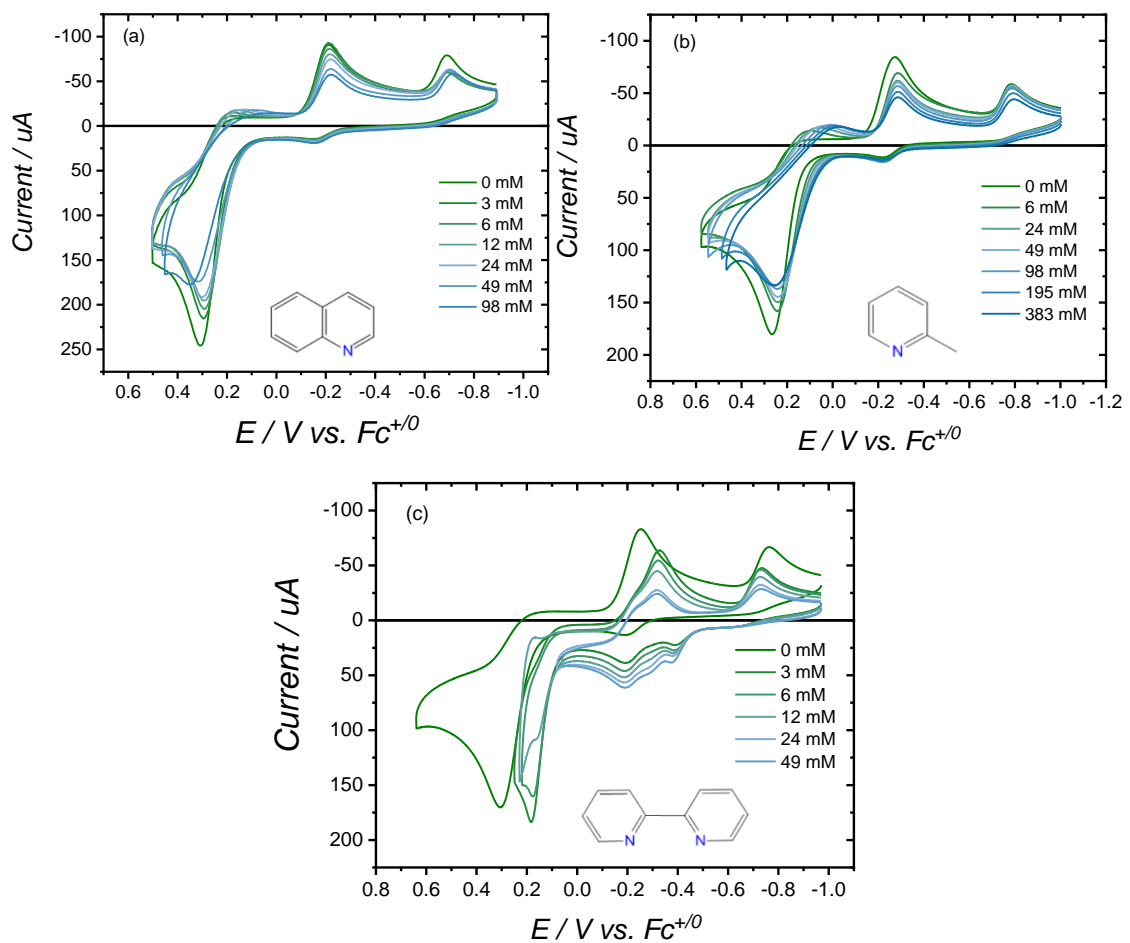 (a)
-100
-50
0
50
100
150
200
250
Current / uA
0 mM
3 mM
6 mM
12 mM
24 mM
49 mM
98 mM
N
0.6 0.4 0.2 0.0 -0.2 -0.4 -0.6 -0.8 -1.0
E / V vs. Fc+/0
(b)
-100
-50
0
50
100
150
200
Current / uA
0 mM
6 mM
24 mM
49 mM
98 mM
195 mM
383 mM
N
0.8 0.6 0.4 0.2 0.0 -0.2 -0.4 -0.6 -0.8 -1.0 -1.2
E / V vs. Fc+/0
(c)
-100
-50
0
50
100
150
200
Current / uA
0 mM
3 mM
6 mM
12 mM
24 mM
49 mM
N N
0.8 0.6 0.4 0.2 0.0 -0.2 -0.4 -0.6 -0.8 -1.0
E / V vs. Fc+/0